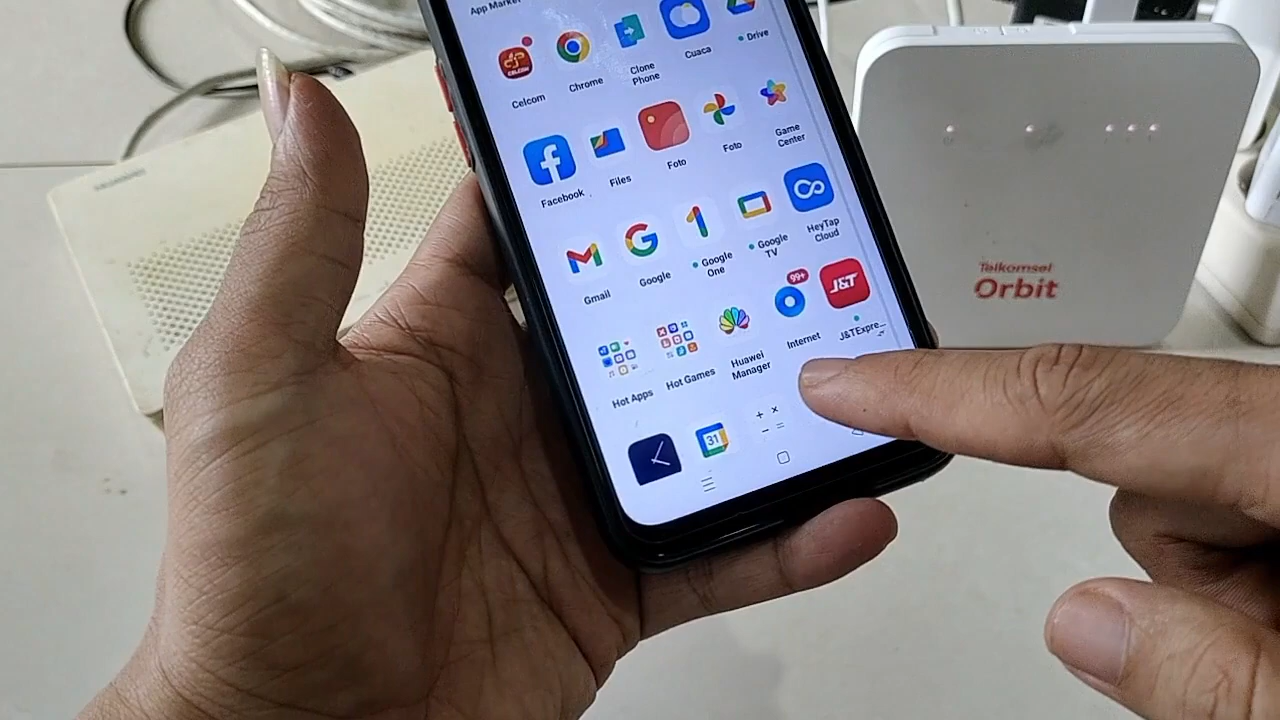 App Market
Celcom
Chrome
Clone
Phone
Cuaca
Drive
CELCOM
Facebook
Files
Foto
Foto
Game
Center
Gmail
Google
Google
One
Google
TV
HeyTap
Cloud
99+
J&T
Hot Apps
Hot Games
Huawei
Manager
Internet
J&TExpre...
31
Telkomsel
Orbit